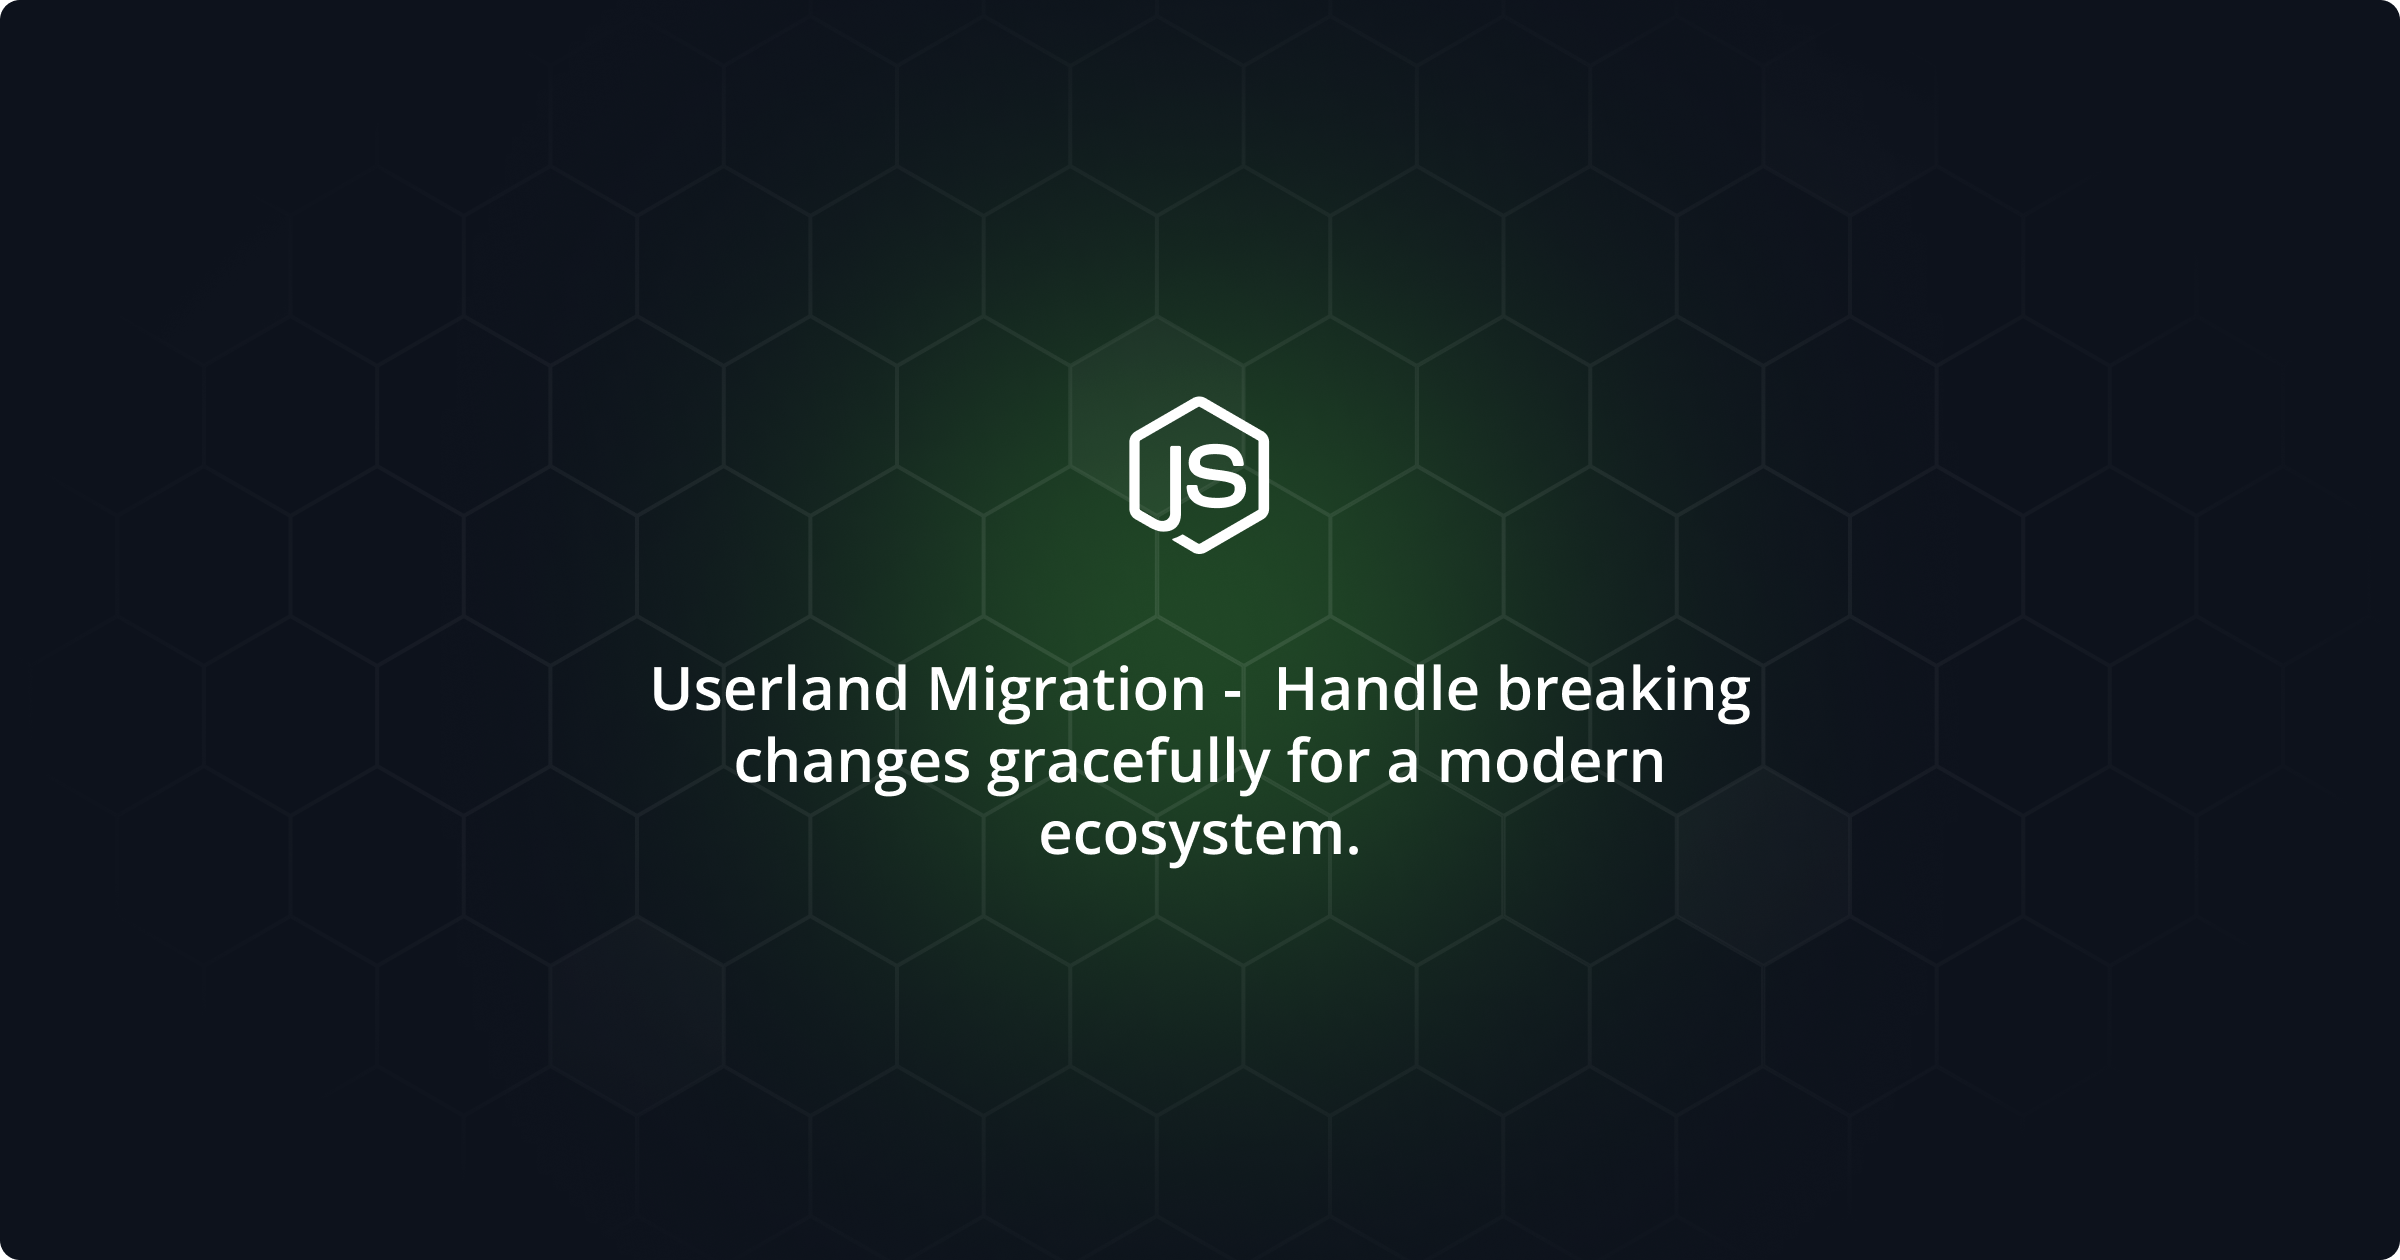 JS
Userland Migration -  Handle breaking
changes gracefully for a modern
ecosystem.